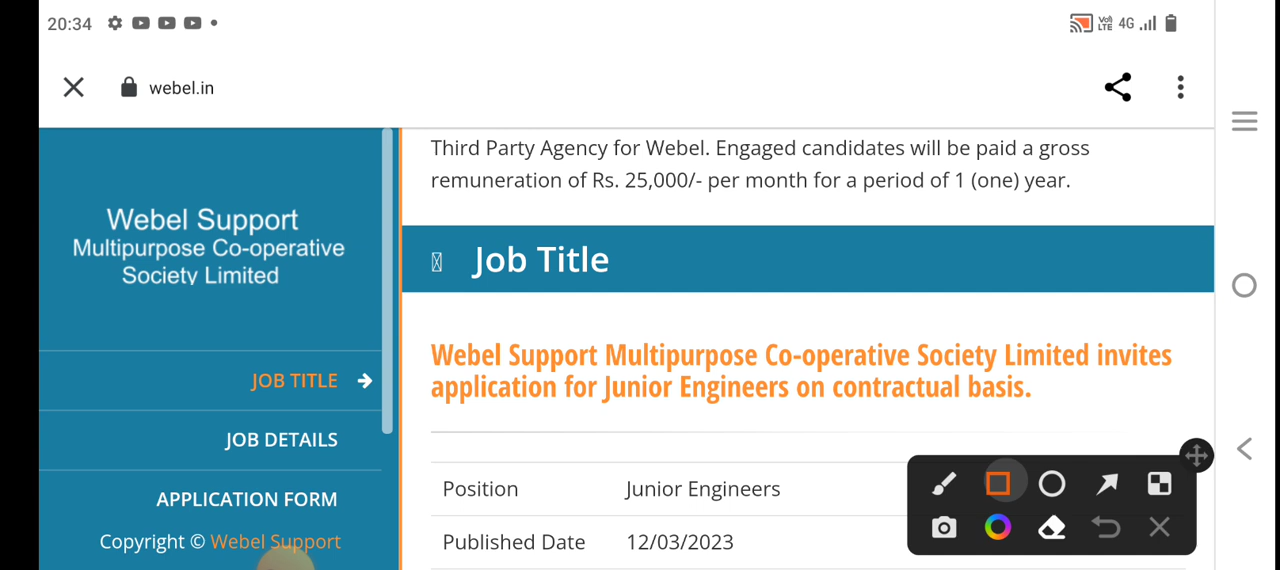 20:34
Vo) LTE 4G
webel.in
Webel Support
Multipurpose Co-operative
Society Limited
JOB TITLE
JOB DETAILS
APPLICATION FORM
Copyright © Webel Support
Third Party Agency for Webel. Engaged candidates will be paid a gross
remuneration of Rs. 25,000/- per month for a period of 1 (one) year.
Job Title
Webel Support Multipurpose Co-operative Society Limited invites
application for Junior Engineers on contractual basis.
Position Junior Engineers
Published Date 12/03/2023